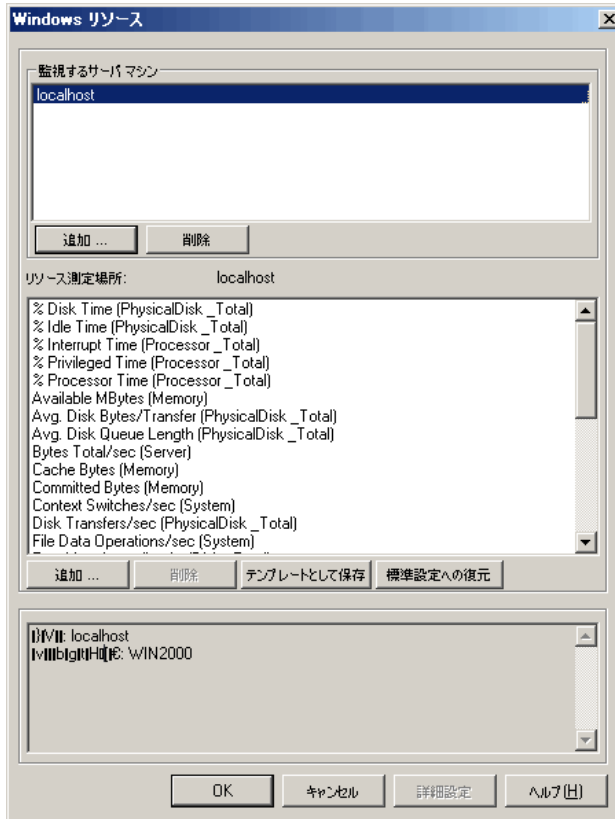 Windows リソース
監視するサーバ マシン
localhost
追加 ...
削除
リソース測定場所: localhost
% Disk Time (PhysicalDisk _Total)
% Idle Time (PhysicalDisk _Total)
% Interrupt Time (Processor _Total)
% Privileged Time (Processor _Total)
% Processor Time (Processor _Total)
Available MBytes (Memory)
Avg. Disk Bytes/Transfer (PhysicalDisk _Total)
Avg. Disk Queue Length (PhysicalDisk _Total)
Bytes Total/sec (Server)
Cache Bytes (Memory)
Committed Bytes (Memory)
Context Switches/sec (System)
Disk Transfers/sec (PhysicalDisk _Total)
File Data Operations/sec (System)
追加 ...
削除
テンプレートとして保存
標準設定への復元
: localhost
: WIN2000
OK
キャンセル
詳細設定
ヘルプ(H)